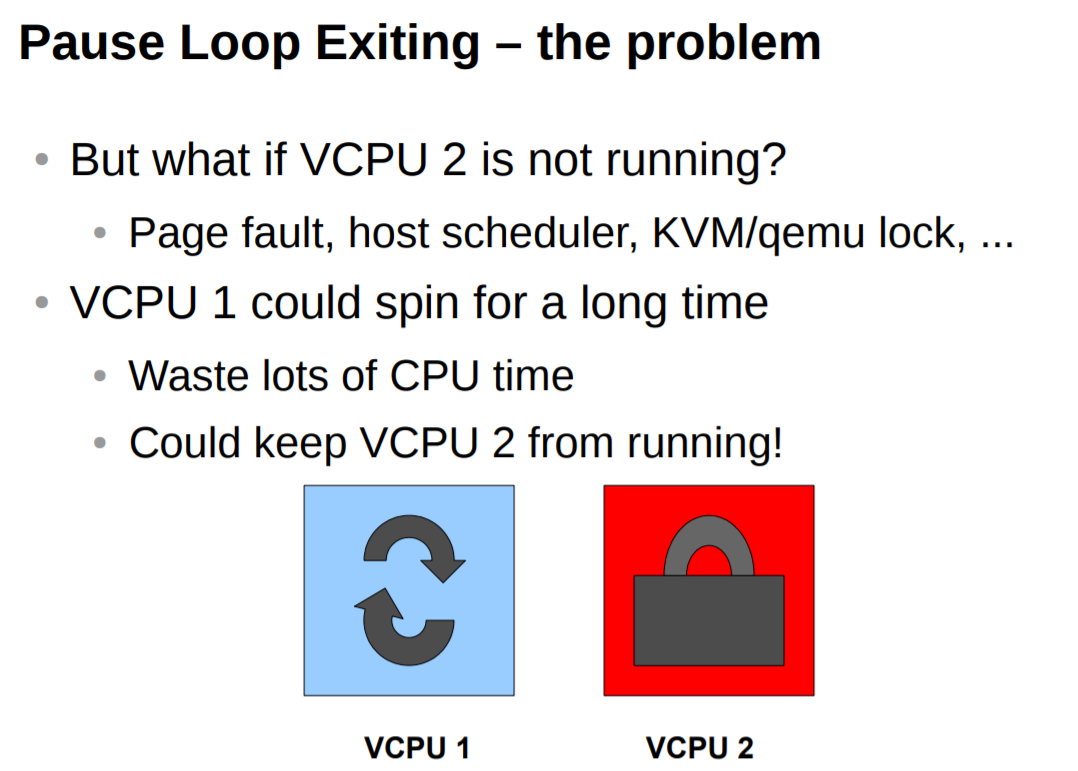 Pause Loop Exiting – the problem
• But what if VCPU 2 is not running?
• Page fault, host scheduler, KVM/qemu lock, ...
• VCPU 1 could spin for a long time
• Waste lots of CPU time
• Could keep VCPU 2 from running!
VCPU 1 VCPU 2